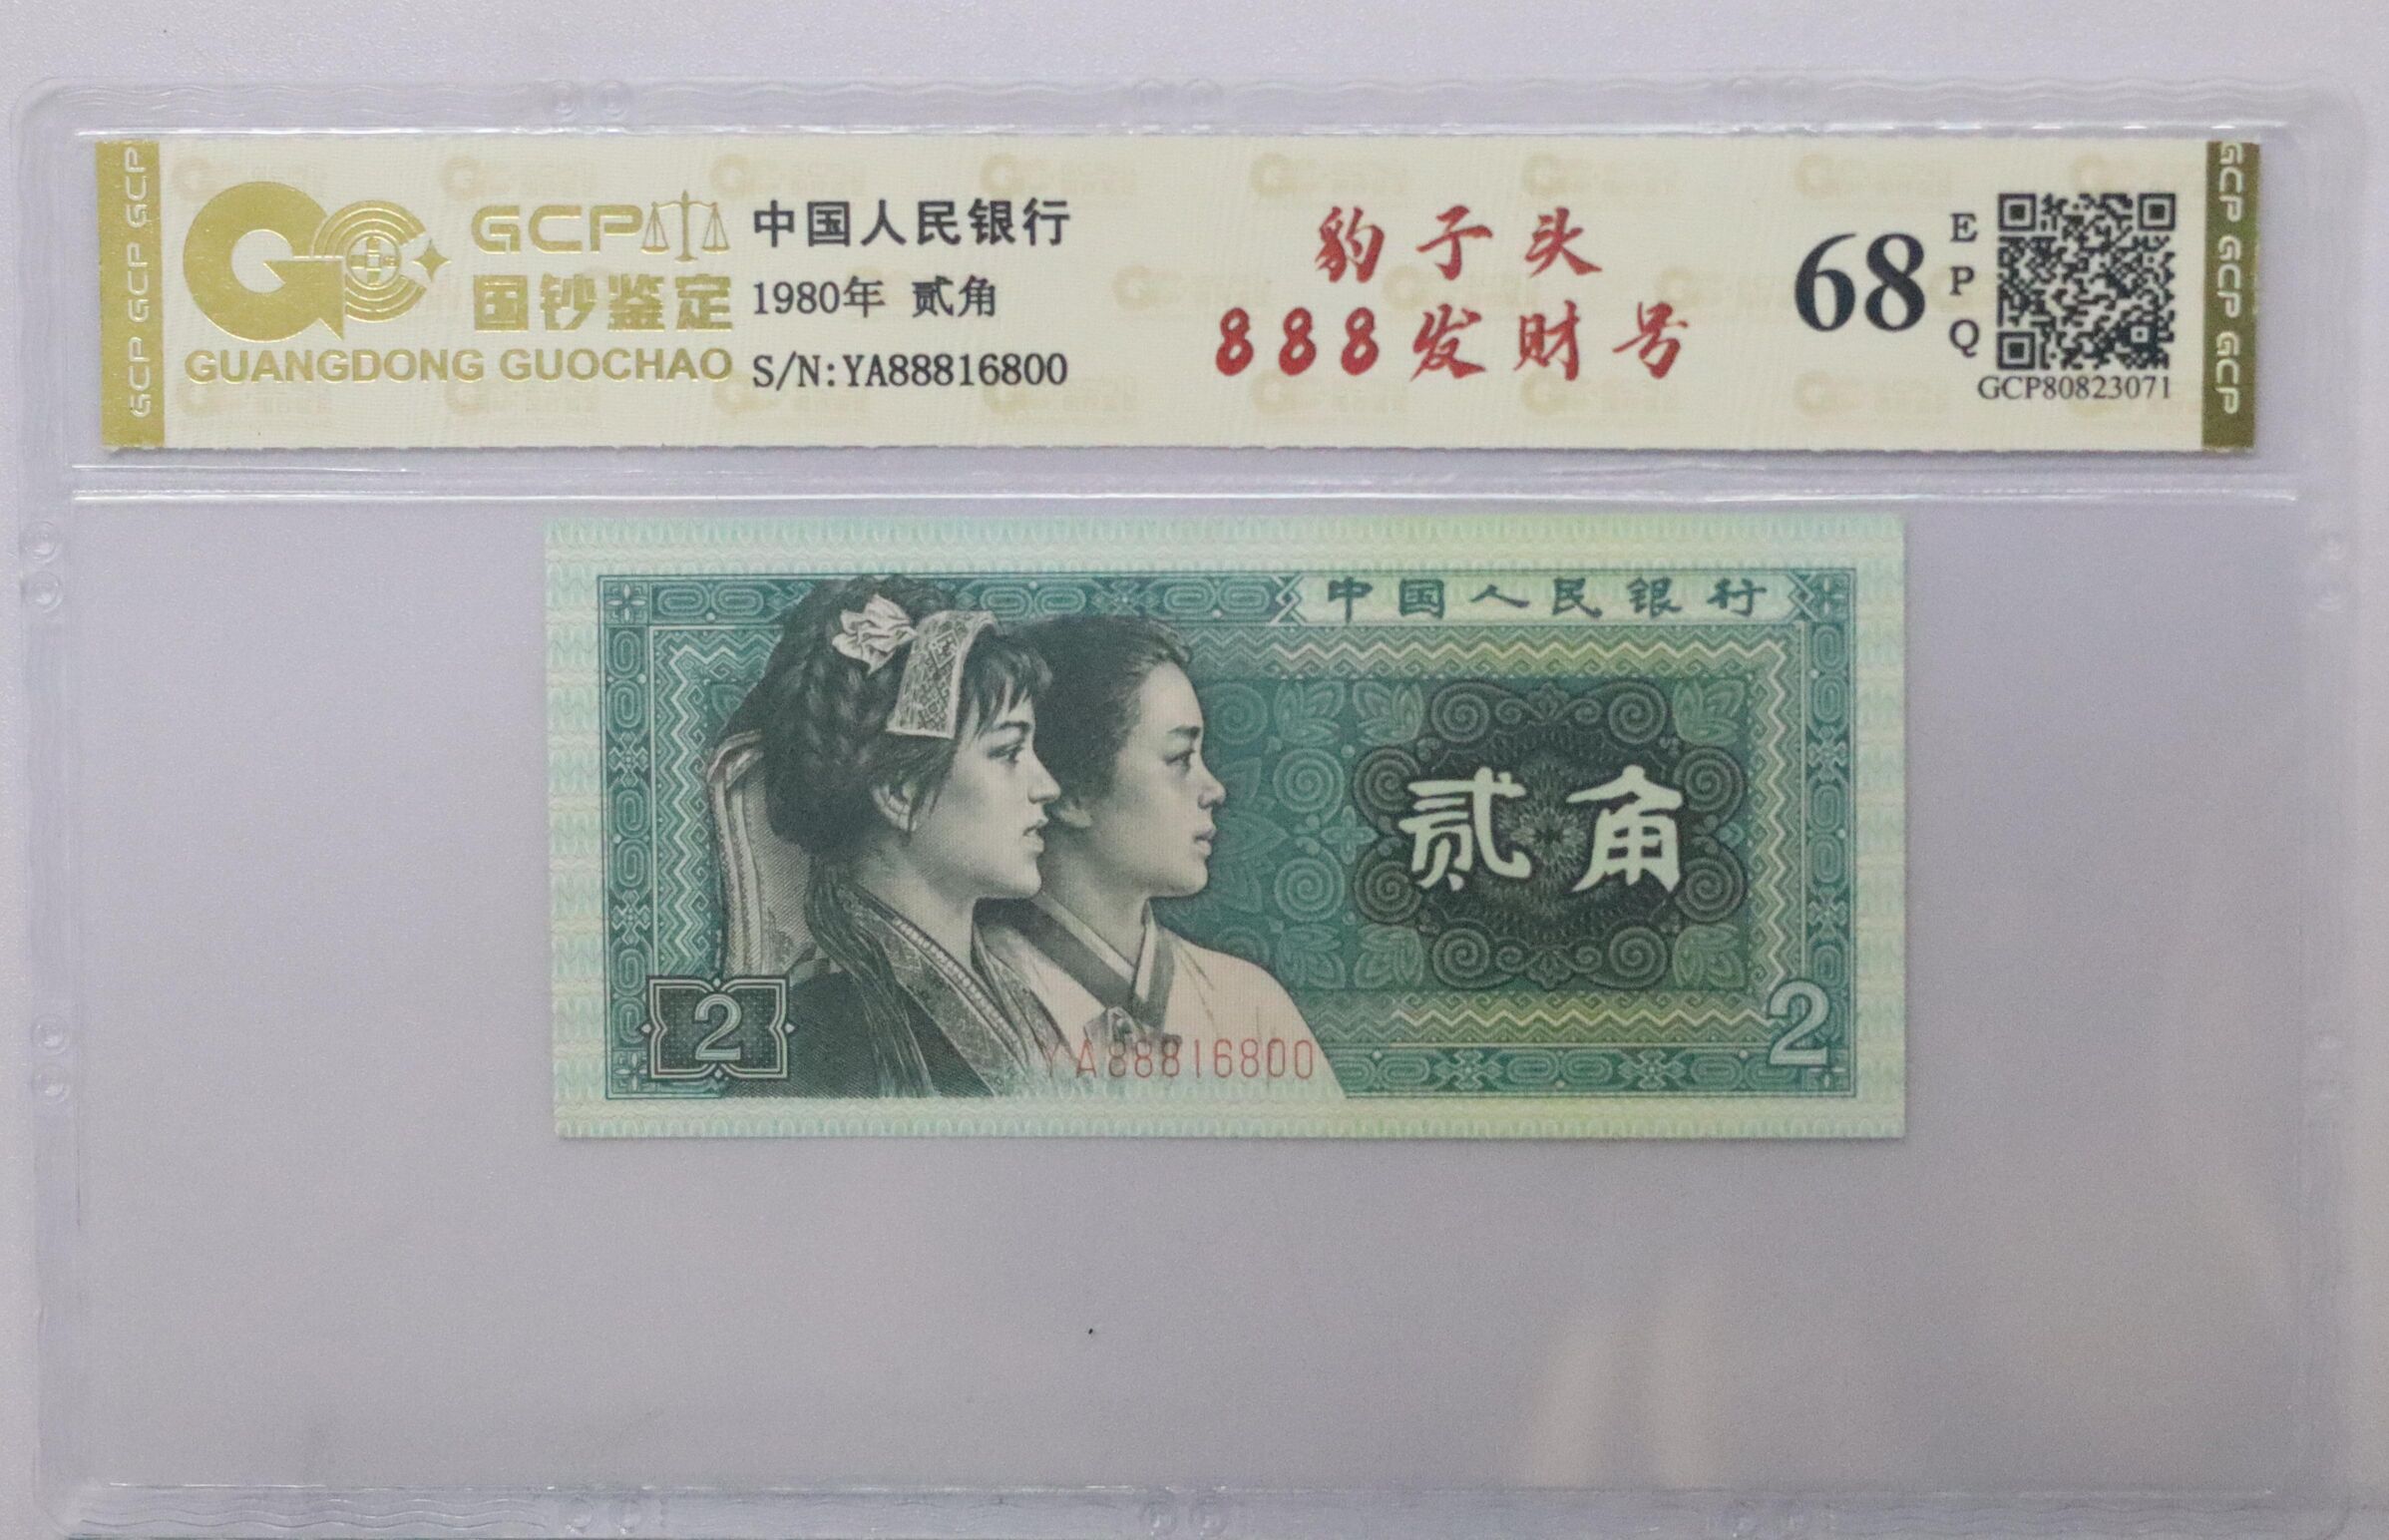 GCP GCP GCP
GCP
国钞鉴定
GUANGDONG GUOCHAO
中国人民银行
1980年 贰角
S/N:YA88816800
豹子头
888发财号
68
EPQ
GCP80823071
GCP GCP GCP
中国人民银行
贰角
2
YA88816800
2